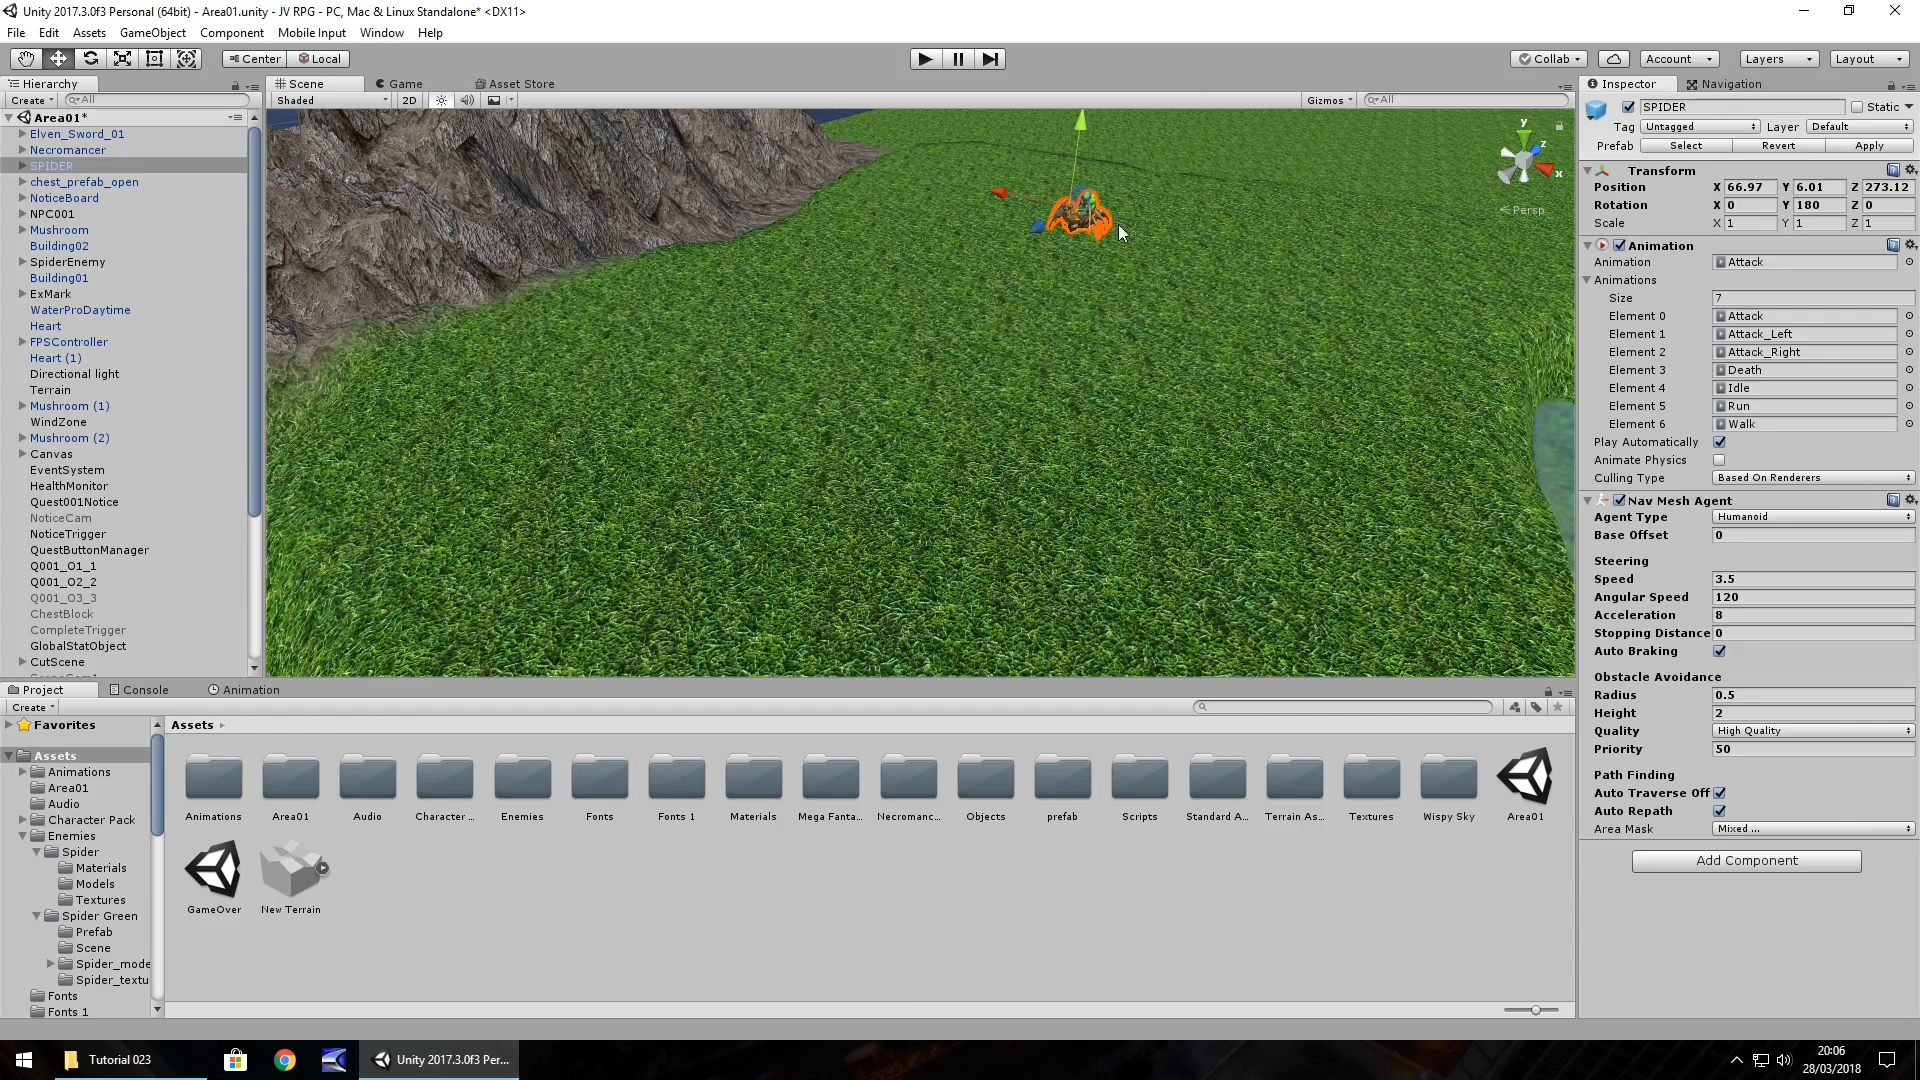 Unity 2017.3.0f3 Personal (64bit) - Area01.unity - JV RPG - PC, Mac & Linux Standalone* <DX11>
File Edit Assets GameObject Component Mobile Input Window Help
Center Local Collab Account Layers Layout
Hierarchy
Create All
Area01*
Elven_Sword_01
Necromancer
SPIDER
chest_prefab_open
NoticeBoard
NPC001
Mushroom
Building02
SpiderEnemy
Building01
ExMark
WaterProDaytime
Heart
FPSController
Heart (1)
Directional light
Terrain
Mushroom (1)
WindZone
Mushroom (2)
Canvas
EventSystem
HealthMonitor
Quest001Notice
NoticeCam
NoticeTrigger
QuestButtonManager
Q001_O1_1
Q001_O2_2
Q001_O3_3
ChestBlock
CompleteTrigger
GlobalStatObject
CutScene
Scene Game Asset Store
Shaded 2D Gizmos All
y
z
x
Persp
Inspector Navigation
SPIDER Static
Tag Untagged Layer Default
Prefab Select Revert Apply
Transform
Position X 66.97 Y 6.01 Z 273.12
Rotation X 0 Y 180 Z 0
Scale X 1 Y 1 Z 1
Animation
Animation Attack
Animations
Size 7
Element 0 Attack
Element 1 Attack_Left
Element 2 Attack_Right
Element 3 Death
Element 4 Idle
Element 5 Run
Element 6 Walk
Play Automatically
Animate Physics
Culling Type Based On Renderers
Nav Mesh Agent
Agent Type Humanoid
Base Offset 0
Steering
Speed 3.5
Angular Speed 120
Acceleration 8
Stopping Distance 0
Auto Braking
Obstacle Avoidance
Radius 0.5
Height 2
Quality High Quality
Priority 50
Path Finding
Auto Traverse Off
Auto Repath
Area Mask Mixed ...
Add Component
Project Console Animation
Create
Favorites
Assets
Animations
Area01
Audio
Character Pack
Enemies
Spider
Materials
Models
Textures
Spider Green
Prefab
Scene
Spider_mode
Spider_textu
Fonts
Fonts 1
Assets
Animations Area01 Audio Character ... Enemies Fonts Fonts 1 Materials Mega Fanta... Necromanc... Objects prefab Scripts Standard A... Terrain As... Textures Wispy Sky Area01
GameOver New Terrain
Tutorial 023 Unity 2017.3.0f3 Per...
20:06
28/03/2018